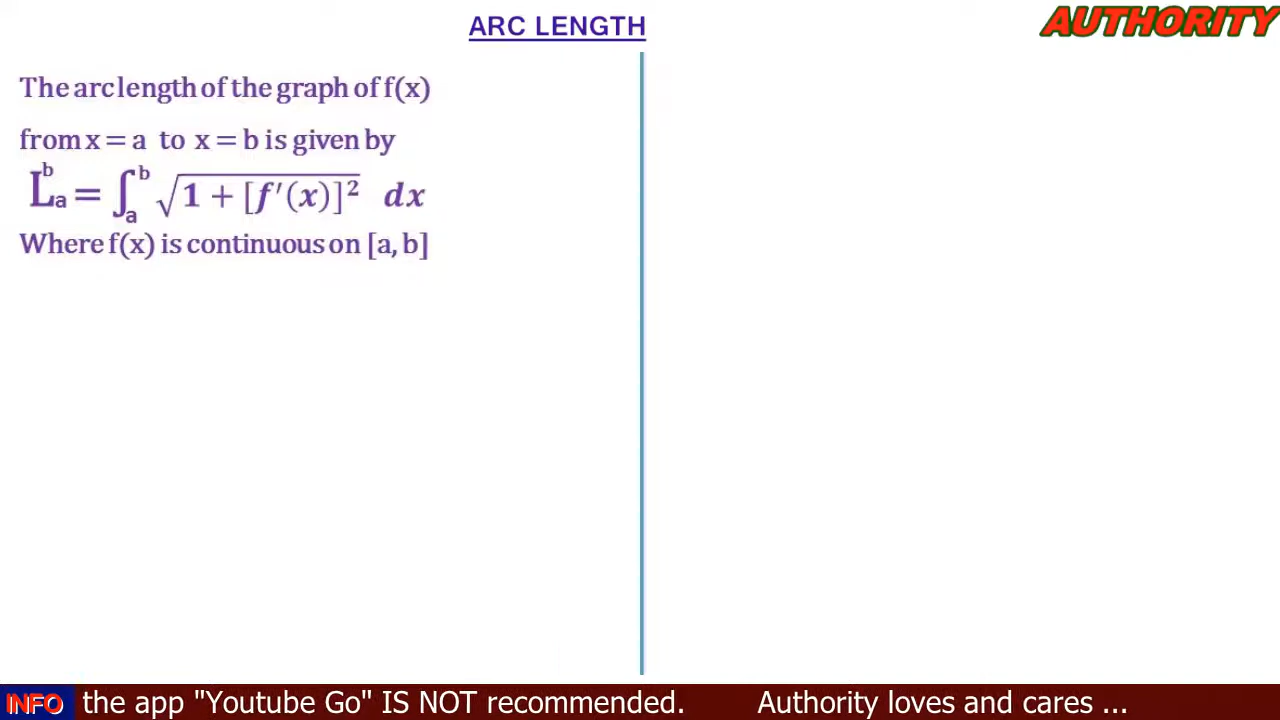 ARC LENGTH
AUTHORITY
The arc length of the graph of f(x)
from x = a to x = b is given by
L_a^b = ∫_a^b √(1 + [f′(x)]²) dx
Where f(x) is continuous on [a, b]
INFO the app "Youtube Go" IS NOT recommended. Authority loves and cares ...